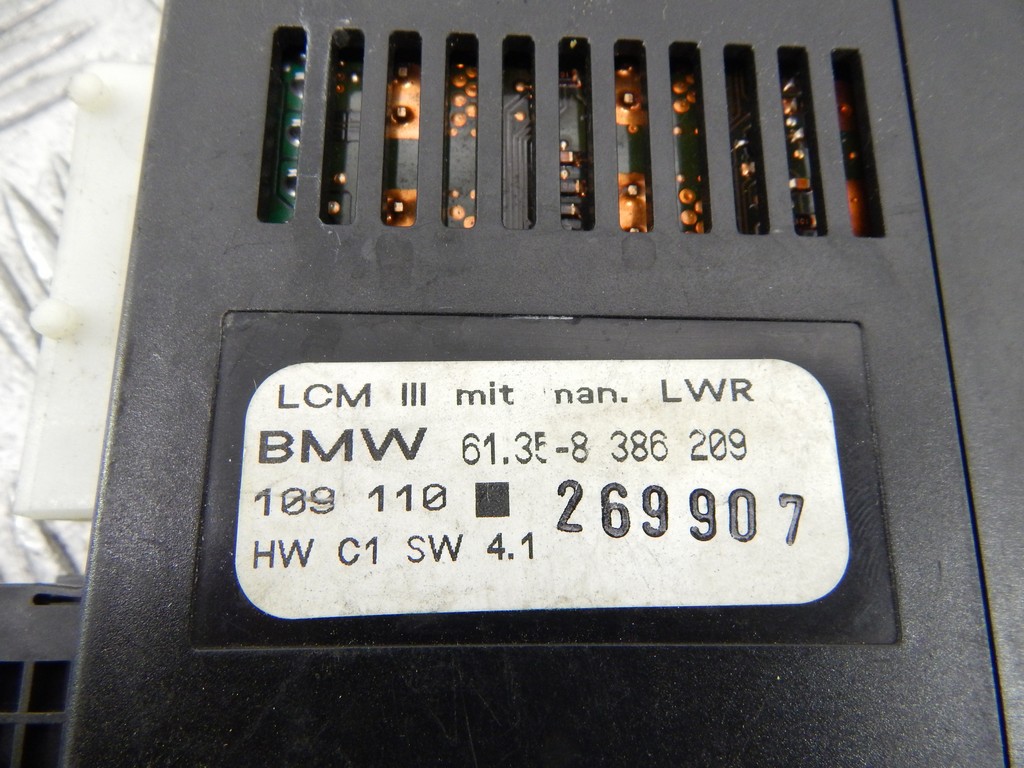 LCM III mit nan. LWR
BMW 61.35-8 386 209
109 110 269907
HW C1 SW 4.1